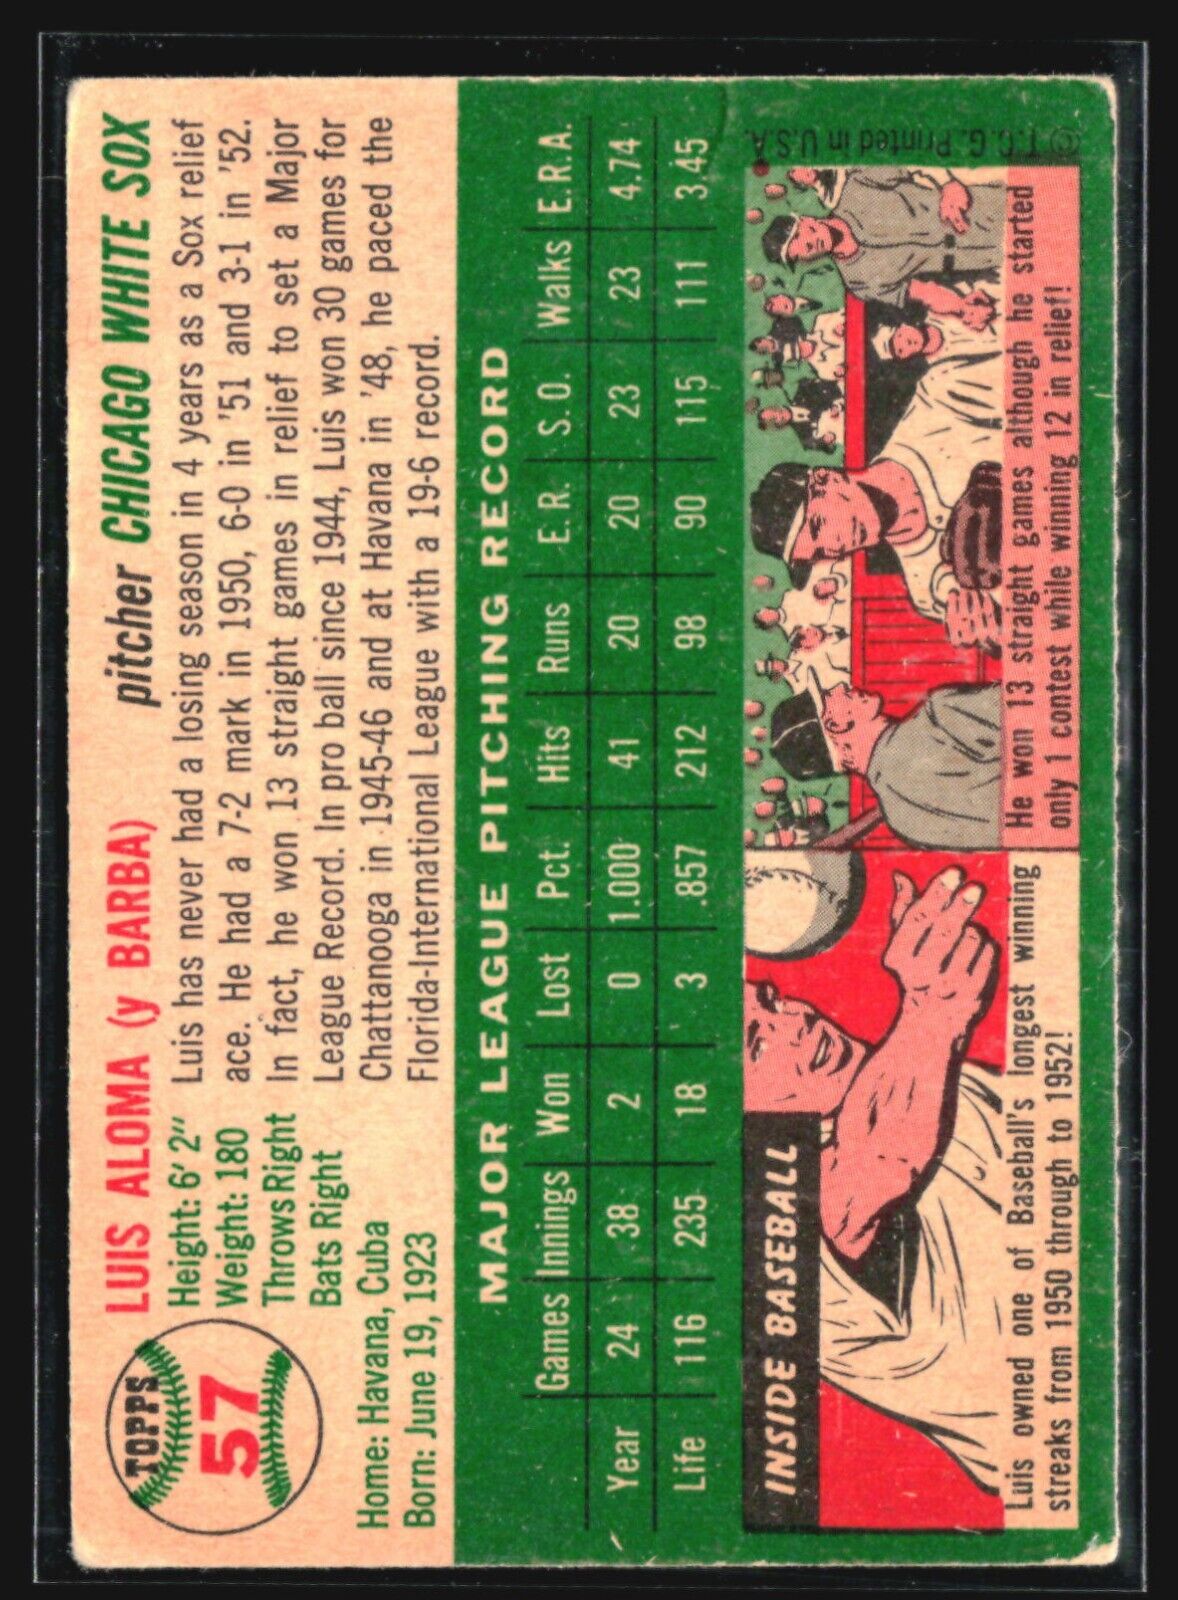 TOPPS
57
LUIS ALOMA (y BARBA) pitcher CHICAGO WHITE SOX
Height: 6' 2"
Weight: 180
Throws Right
Bats Right
Home: Havana, Cuba
Born: June 19, 1923
Luis has never had a losing season in 4 years as a Sox relief
ace. He had a 7-2 mark in 1950, 6-0 in '51 and 3-1 in '52.
In fact, he won 13 straight games in relief to set a Major
League Record. In pro ball since 1944, Luis won 30 games for
Chattanooga in 1945-46 and at Havana in '48, he paced the
Florida-International League with a 19-6 record.
MAJOR LEAGUE PITCHING RECORD
Games Innings Won Lost Pct. Hits Runs E.R. S.O. Walks E.R.A.
Year 24 38 2 0 1.000 41 20 20 23 23 4.74
Life 116 235 18 3 .857 212 98 90 115 111 3.45
INSIDE BASEBALL
Luis owned one of Baseball's longest winning
streaks from 1950 through to 1952!
He won 13 straight games although he started
only 1 contest while winning 12 in relief!
© T.C.G. Printed in U.S.A.